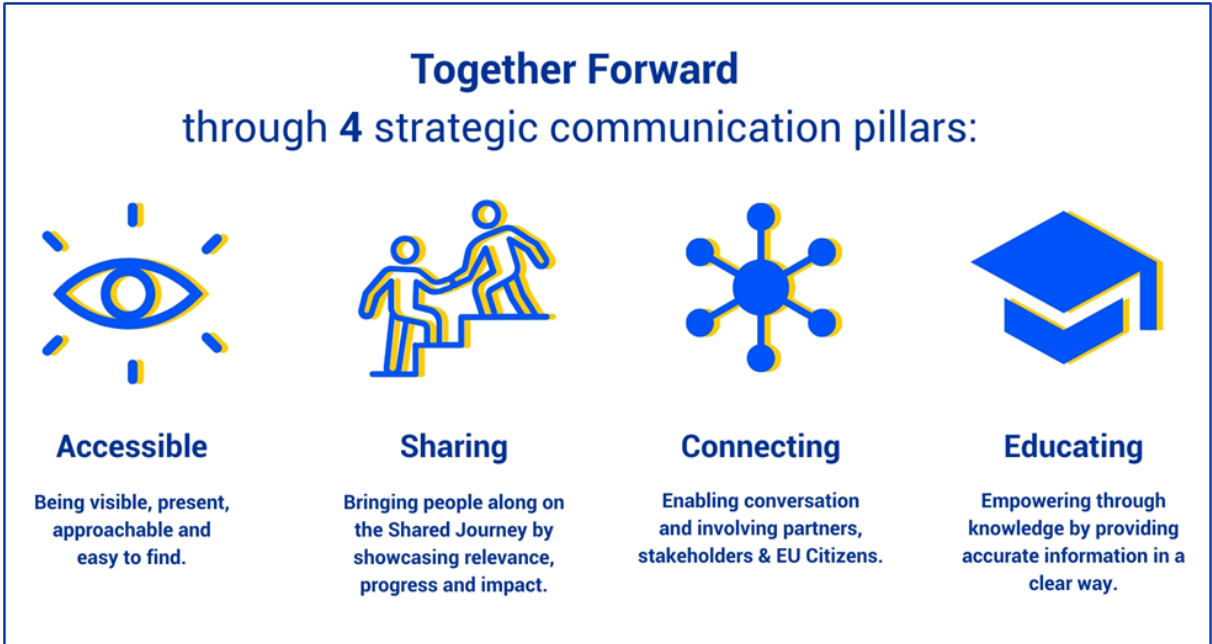 Together Forward
through 4 strategic communication pillars:
Accessible
Being visible, present,
approachable and
easy to find.
Sharing
Bringing people along on
the Shared Journey by
showcasing relevance,
progress and impact.
Connecting
Enabling conversation
and involving partners,
stakeholders & EU Citizens.
Educating
Empowering through
knowledge by providing
accurate information in a
clear way.